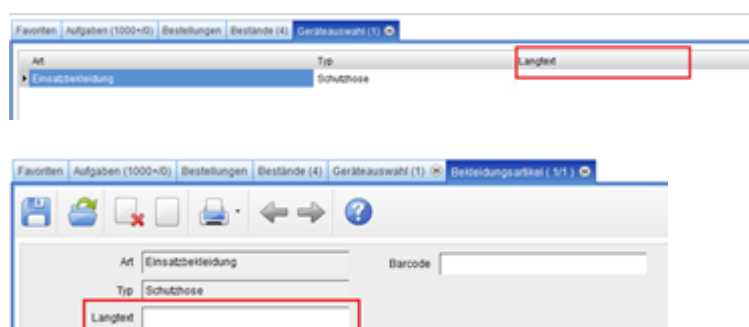 Favoriten Aufgaben (1000+/0) Bestellungen Bestände (4) Geräteauswahl (1)
Art Typ Langtext
Einsatzbekleidung Schutzhose
Favoriten Aufgaben (1000+/0) Bestellungen Bestände (4) Geräteauswahl (1) Bekleidungsartikel ( 1/1 )
Art Einsatzbekleidung Barcode
Typ Schutzhose
Langtext